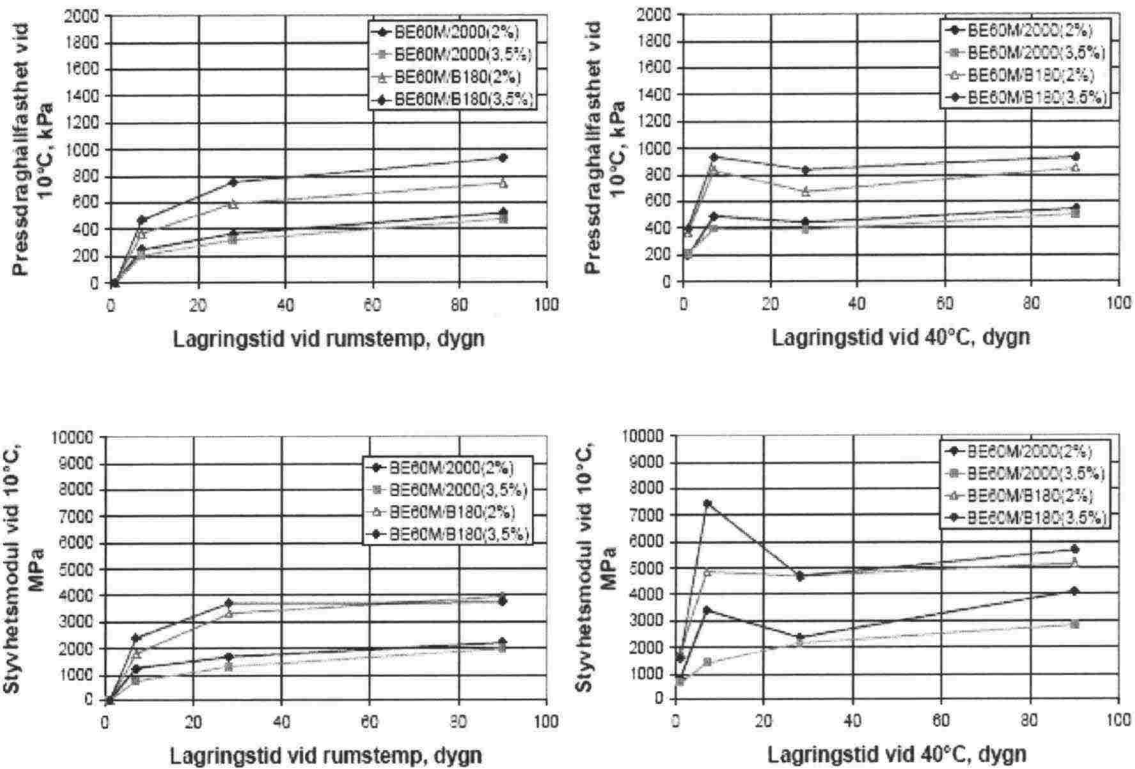 Pressdraghållfasthet vid
10°C, kPa
2000
1800
1600
1400
1200
1000
800
600
400
200
0
BE60M/2000(2%)
BE60M/2000(3,5%)
BE60M/B180(2%)
BE60M/B180(3,5%)
0 20 40 60 80 100
Lagringstid vid rumstemp, dygn
Pressdraghållfasthet vid
10°C, kPa
2000
1800
1600
1400
1200
1000
800
600
400
200
0
BE60M/2000(2%)
BE60M/2000(3,5%)
BE60M/B180(2%)
BE60M/B180(3,5%)
0 20 40 60 80 100
Lagringstid vid 40°C, dygn
Styvhetsmodul vid 10°C,
MPa
10000
9000
8000
7000
6000
5000
4000
3000
2000
1000
0
BE60M/2000(2%)
BE60M/2000(3,5%)
BE60M/B180(2%)
BE60M/B180(3,5%)
0 20 40 60 80 100
Lagringstid vid rumstemp, dygn
Styvhetsmodul vid 10°C,
MPa
10000
9000
8000
7000
6000
5000
4000
3000
2000
1000
0
BE60M/2000(2%)
BE60M/2000(3,5%)
BE60M/B180(2%)
BE60M/B180(3,5%)
0 20 40 60 80 100
Lagringstid vid 40°C, dygn